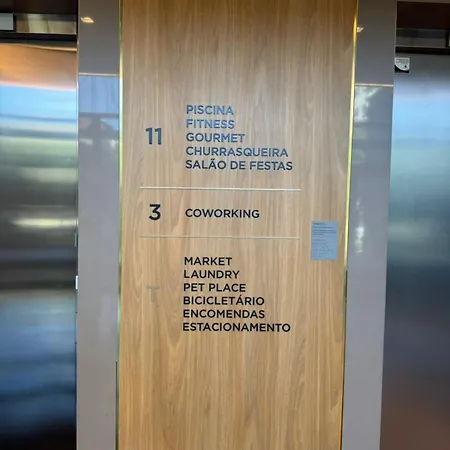 11
PISCINA
FITNESS
GOURMET
CHURRASQUEIRA
SALÃO DE FESTAS
3 COWORKING
T
MARKET
LAUNDRY
PET PLACE
BICICLETÁRIO
ENCOMENDAS
ESTACIONAMENTO